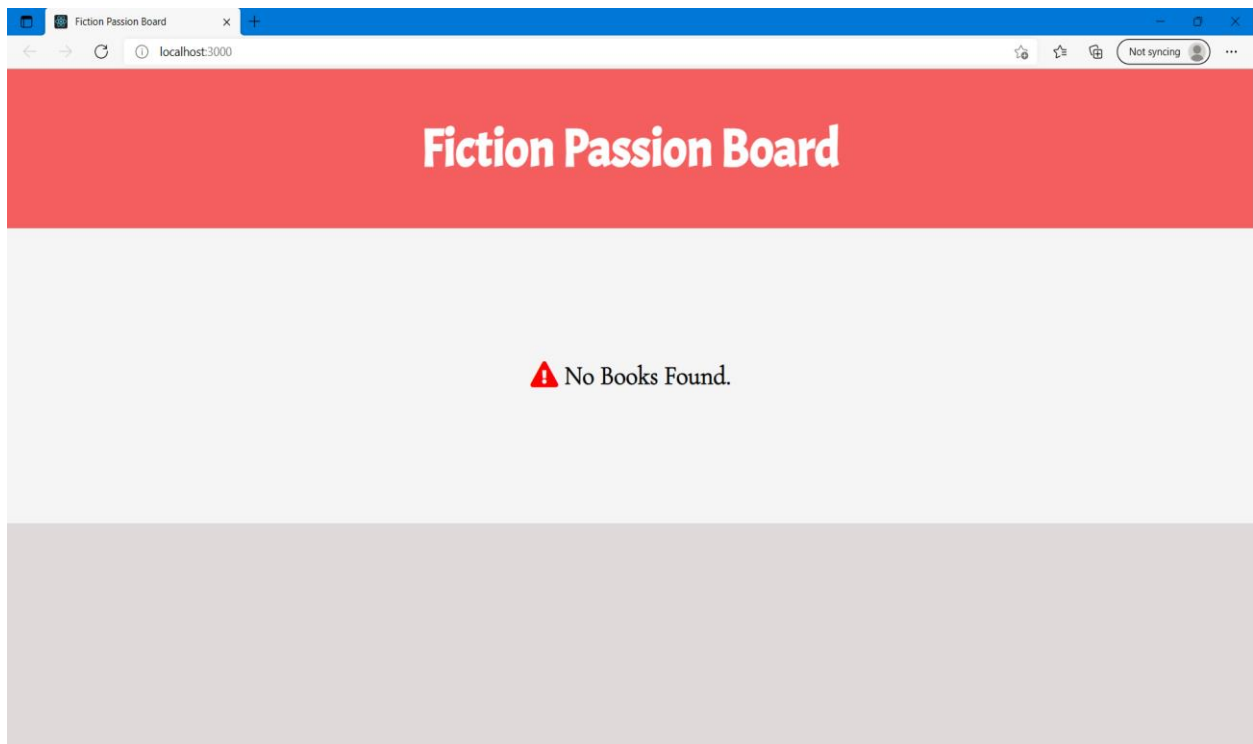 Fiction Passion Board
localhost:3000
Not syncing
Fiction Passion Board
No Books Found.